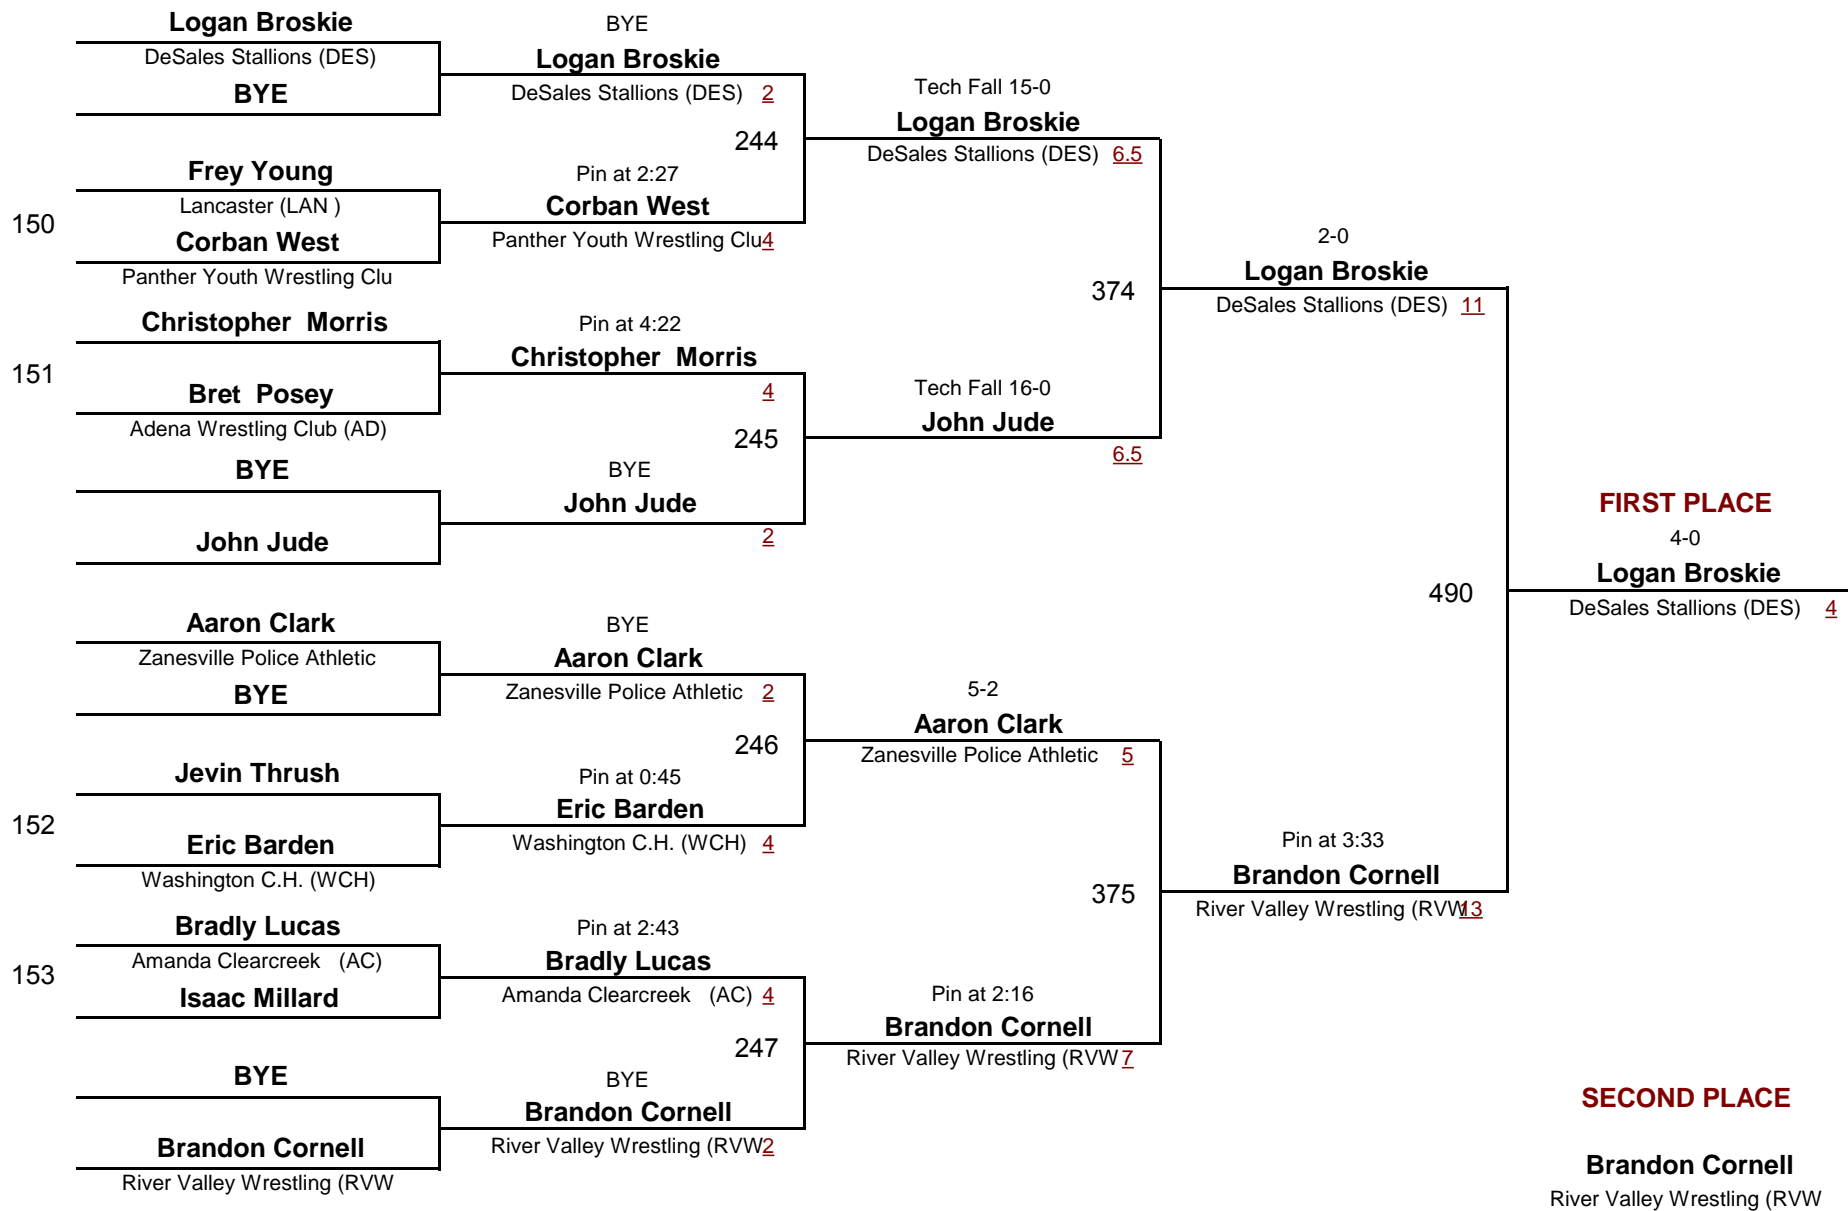 Logan Broskie
DeSales Stallions (DES)
BYE
150
Frey Young
Lancaster (LAN )
Corban West
Panther Youth Wrestling Clu
151
Christopher  Morris
Bret  Posey
Adena Wrestling Club (AD)
BYE
John Jude
Aaron Clark
Zanesville Police Athletic
BYE
152
Jevin Thrush
Eric Barden
Washington C.H. (WCH)
153
Bradly Lucas
Amanda Clearcreek   (AC)
Isaac Millard
BYE
Brandon Cornell
River Valley Wrestling (RVW
BYE
Logan Broskie
DeSales Stallions (DES) 2
244
Pin at 2:27
Corban West
Panther Youth Wrestling Clu4
Pin at 4:22
Christopher  Morris
4
245
BYE
John Jude
2
BYE
Aaron Clark
Zanesville Police Athletic 2
246
Pin at 0:45
Eric Barden
Washington C.H. (WCH) 4
Pin at 2:43
Bradly Lucas
Amanda Clearcreek   (AC) 4
247
BYE
Brandon Cornell
River Valley Wrestling (RVW2
Tech Fall 15-0
Logan Broskie
DeSales Stallions (DES) 6.5
374
Tech Fall 16-0
John Jude
6.5
5-2
Aaron Clark
Zanesville Police Athletic 5
375
Pin at 2:16
Brandon Cornell
River Valley Wrestling (RVW 7
2-0
Logan Broskie
DeSales Stallions (DES) 11
490
Pin at 3:33
Brandon Cornell
River Valley Wrestling (RVW13
FIRST PLACE
4-0
Logan Broskie
DeSales Stallions (DES) 4
SECOND PLACE
Brandon Cornell
River Valley Wrestling (RVW